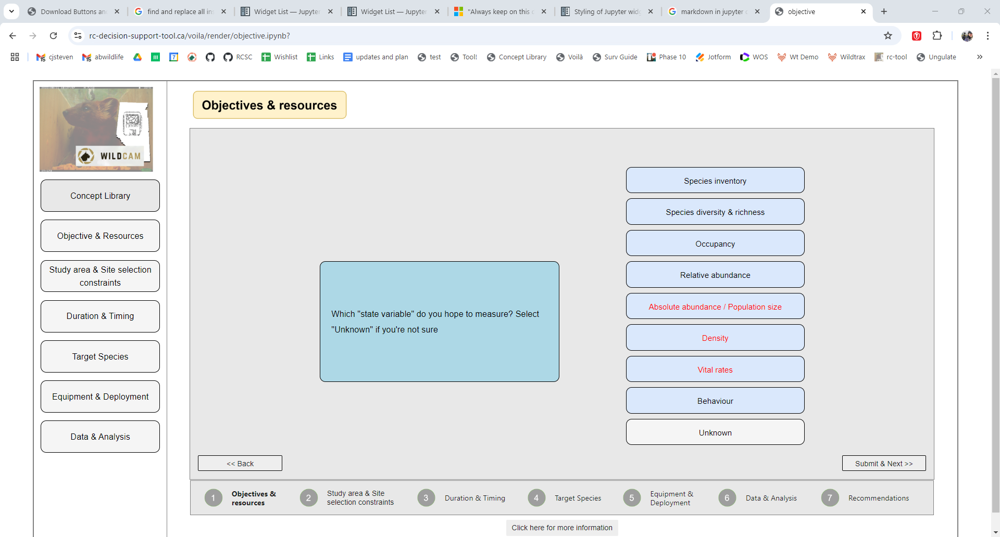 Download Buttons an
find and replace all in
Widget List — Jupyter
Widget List — Jupyter
"Always keep on this
Styling of Jupyter wid
markdown in jupyter
objective
rc-decision-support-tool.ca/voila/render/objective.ipynb?
cjsteven
abwildlife
7
RCSC
Wishlist
Links
updates and plan
test
Tool!
Concept Library
Voilà
Surv Guide
Phase 10
Jotform
WOS
Wt Demo
Wildtrax
rc-tool
Ungulate
WILDCAM
Concept Library
Objective & Resources
Study area & Site selection
constraints
Duration & Timing
Target Species
Equipment & Deployment
Data & Analysis
Objectives & resources
Which "state variable" do you hope to measure? Select
"Unknown" if you're not sure
Species inventory
Species diversity & richness
Occupancy
Relative abundance
Absolute abundance / Population size
Density
Vital rates
Behaviour
Unknown
<< Back
Submit & Next >>
1
Objectives &
resources
2
Study area & Site
selection constraints
3
Duration & Timing
4
Target Species
5
Equipment &
Deployment
6
Data & Analysis
7
Recommendations
Click here for more information